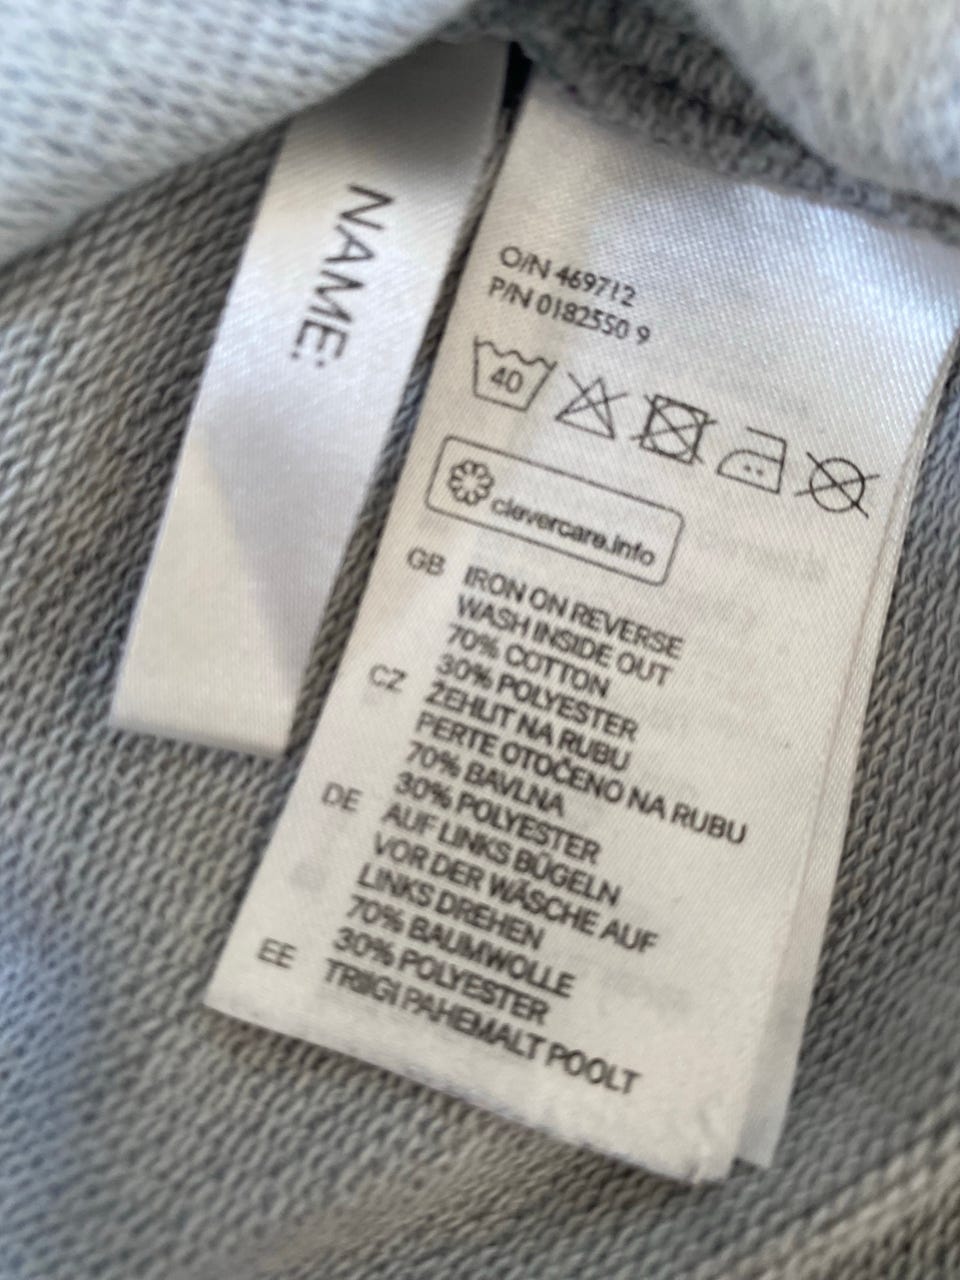 NAME:
O/N 469712
P/N 0182550 9
40
clevercare.info
GB IRON ON REVERSE
WASH INSIDE OUT
70% COTTON
30% POLYESTER
CZ ŽEHLIT NA RUBU
PERTE OTOČENO NA RUBU
70% BAVLNA
30% POLYESTER
DE AUF LINKS BÜGELN
VOR DER WÄSCHE AUF
LINKS DREHEN
70% BAUMWOLLE
30% POLYESTER
EE TRIIGI PAHEMALT POOLT